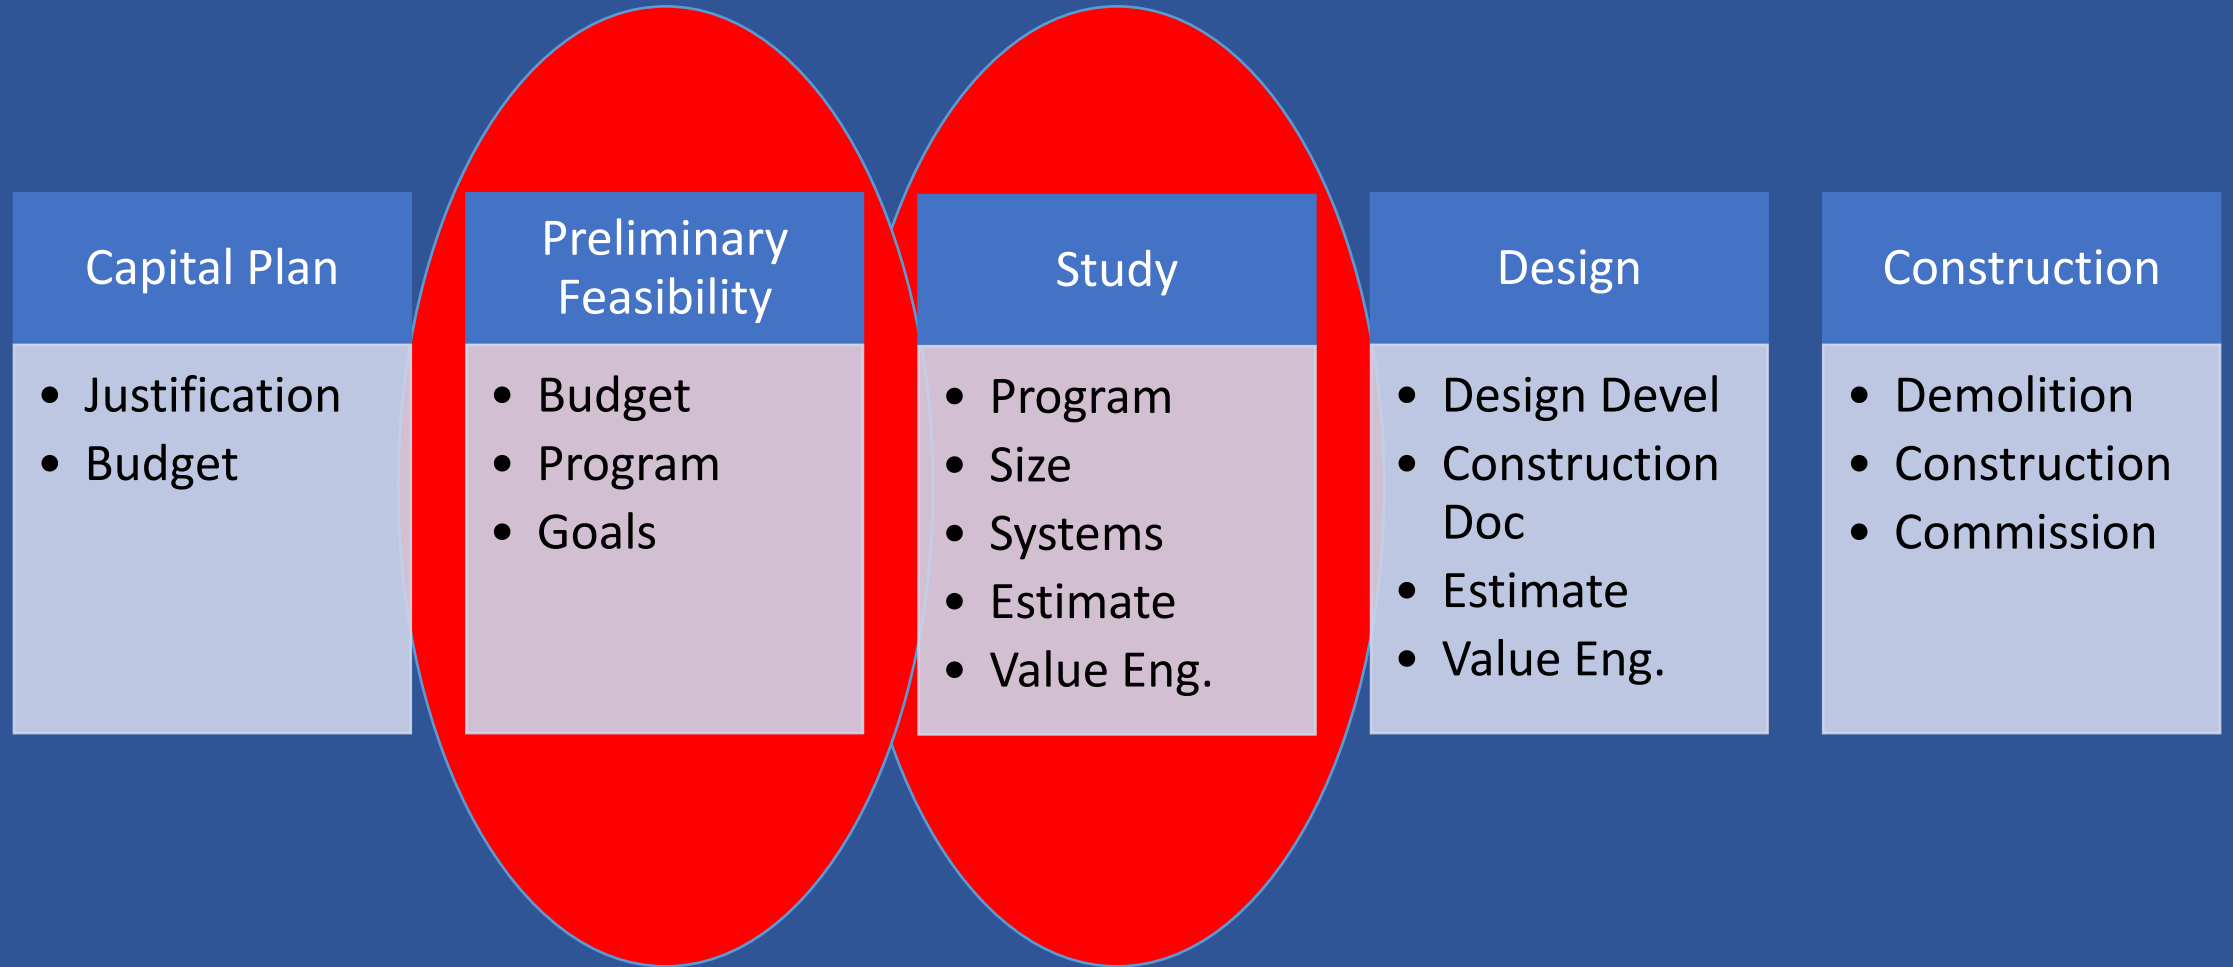 Capital Plan
• Justification
• Budget
Preliminary
Feasibility
• Budget
• Program
• Goals
Study
• Program
• Size
• Systems
• Estimate
• Value Eng.
Design
• Design Devel
• Construction
Doc
• Estimate
• Value Eng.
Construction
• Demolition
• Construction
• Commission